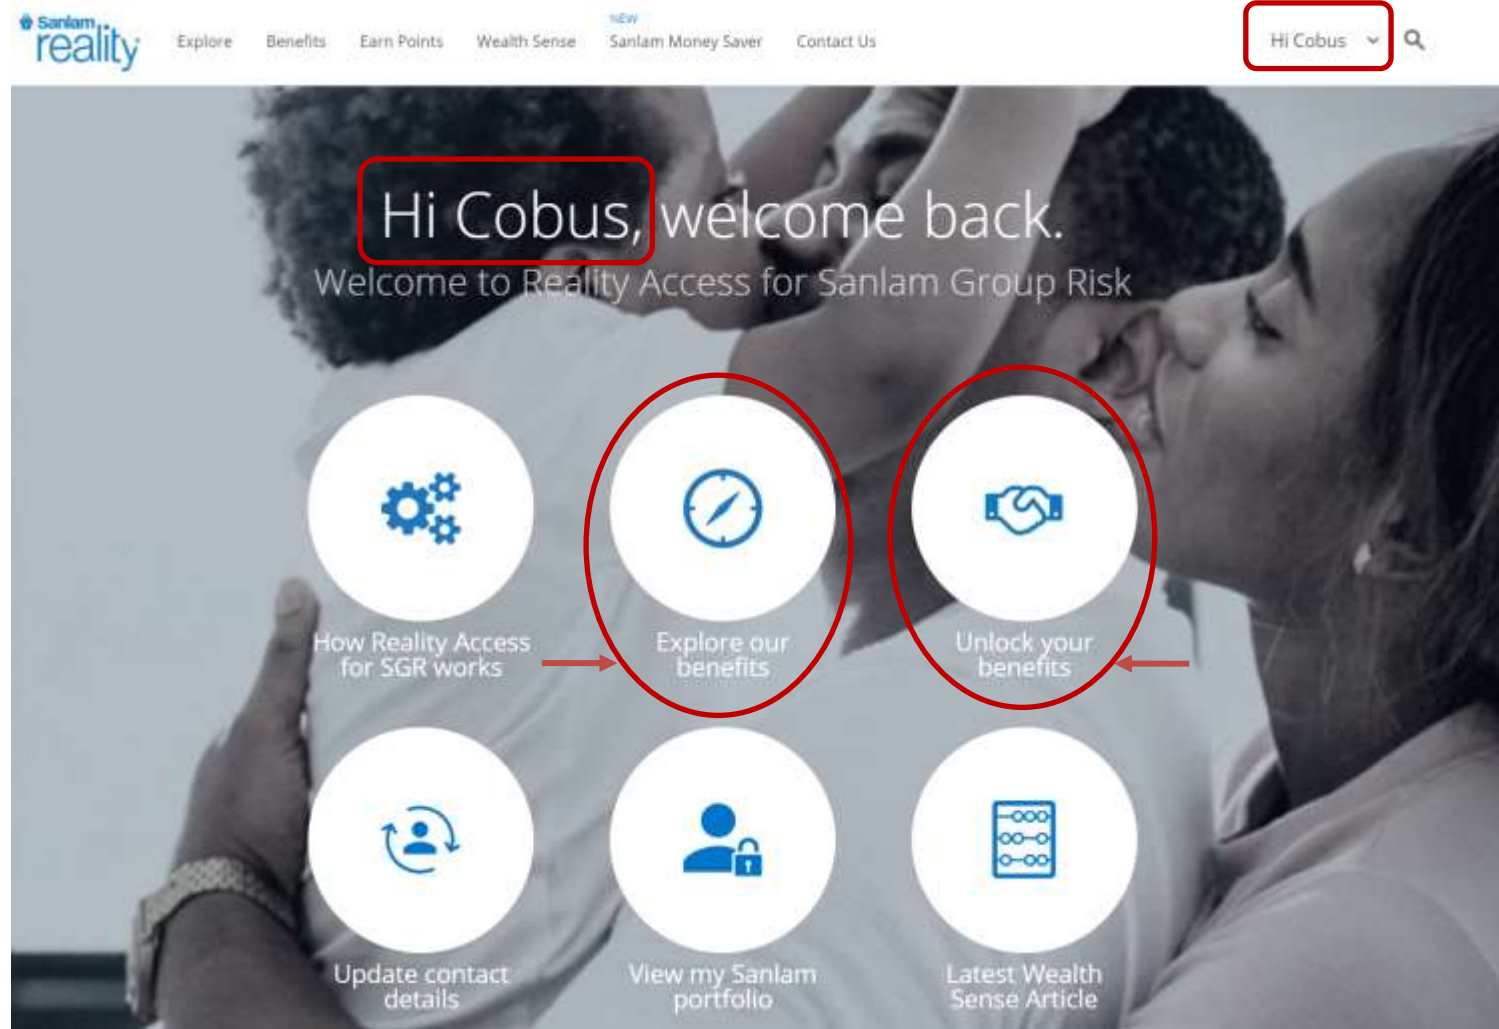 Sanlam
reality
Explore
Benefits
Earn Points
Wealth Sense
NEW
Sanlam Money Saver
Contact Us
Hi Cobus
Hi Cobus, welcome back.
Welcome to Reality Access for Sanlam Group Risk
How Reality Access
for SGR works
Explore our
benefits
Unlock your
benefits
Update contact
details
View my Sanlam
portfolio
Latest Wealth
Sense Article